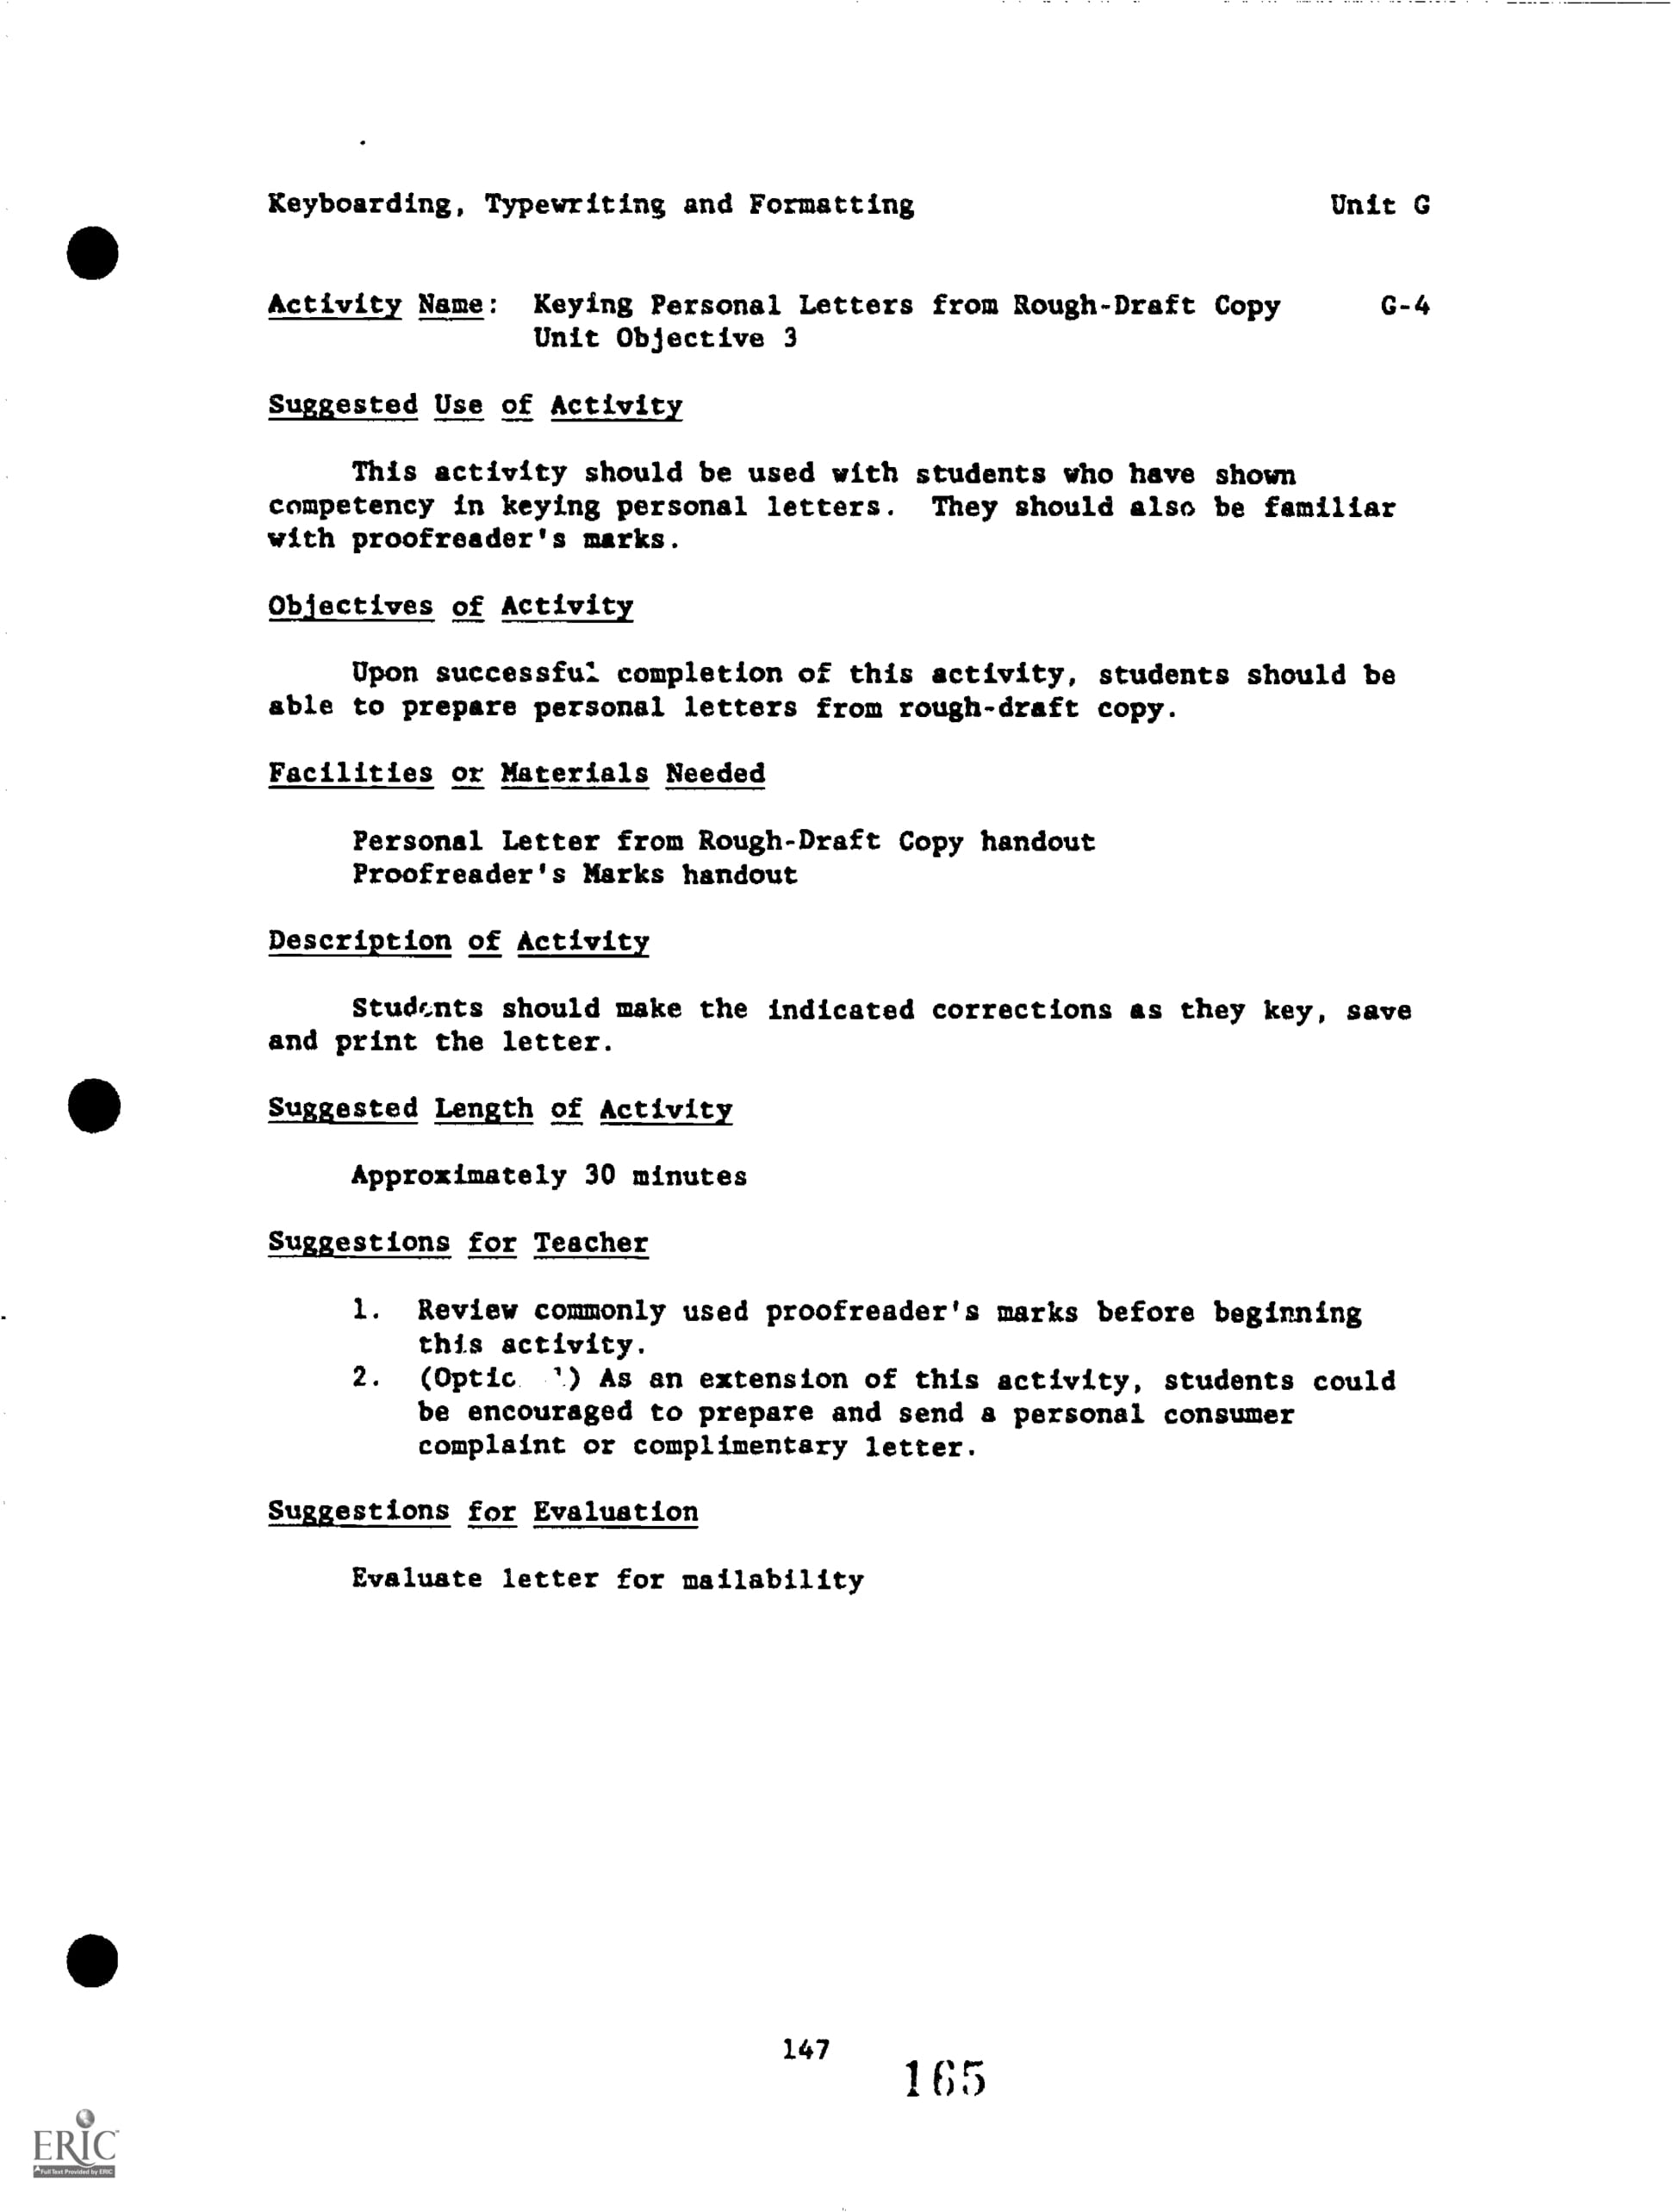 Keyboarding, Typewriting and Formatting Unit G
Activity Name: Keying Personal Letters from Rough-Draft Copy G-4
Unit Objective 3
Suggested Use of Activity
This activity should be used with students who have shown
competency in keying personal letters. They should also be familiar
with proofreader's marks.
Objectives of Activity
Upon successful completion of this activity, students should be
able to prepare personal letters from rough-draft copy.
Facilities or Materials Needed
Personal Letter from Rough-Draft Copy handout
Proofreader's Marks handout
Description of Activity
Students should make the indicated corrections as they key, save
and print the letter.
Suggested Length of Activity
Approximately 30 minutes
Suggestions for Teacher
1. Review commonly used proofreader's marks before beginning
this activity.
2. As an extension of this activity, students could
be encouraged to prepare and send a personal consumer
complaint or complimentary letter.
Suggestions for Evaluation
Evaluate letter for mailability
147
165
ERIC
Full Text Provided by ERIC